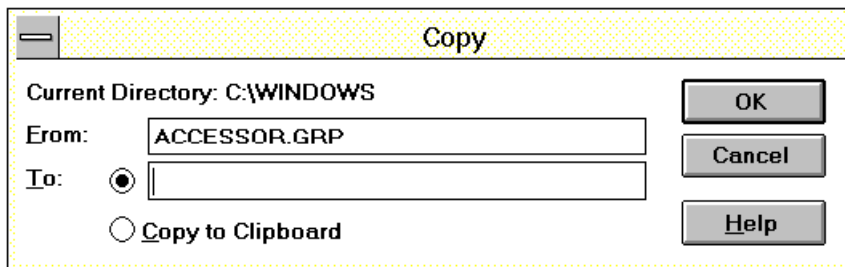 Copy
Current Directory: C:\WINDOWS
From: ACCESSOR.GRP
To:
Copy to Clipboard
OK
Cancel
Help